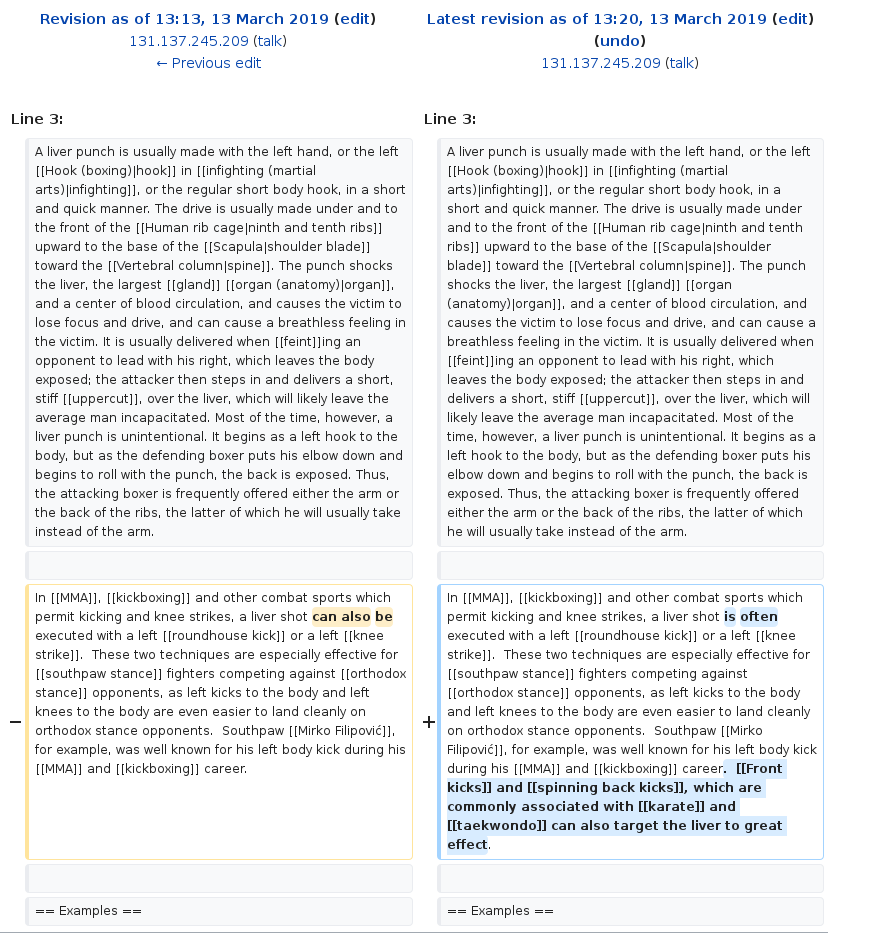 Revision as of 13:13, 13 March 2019 (edit)
131.137.245.209 (talk)
← Previous edit
Latest revision as of 13:20, 13 March 2019 (edit)
(undo)
131.137.245.209 (talk)
Line 3:
Line 3:
A liver punch is usually made with the left hand, or the left
[[Hook (boxing)|hook]] in [[infighting (martial
arts)|infighting]], or the regular short body hook, in a short
and quick manner. The drive is usually made under and to
the front of the [[Human rib cage|ninth and tenth ribs]]
upward to the base of the [[Scapula|shoulder blade]]
toward the [[Vertebral column|spine]]. The punch shocks
the liver, the largest [[gland]] [[organ (anatomy)|organ]],
and a center of blood circulation, and causes the victim to
lose focus and drive, and can cause a breathless feeling in
the victim. It is usually delivered when [[feint]]ing an
opponent to lead with his right, which leaves the body
exposed; the attacker then steps in and delivers a short,
stiff [[uppercut]], over the liver, which will likely leave the
average man incapacitated. Most of the time, however, a
liver punch is unintentional. It begins as a left hook to the
body, but as the defending boxer puts his elbow down and
begins to roll with the punch, the back is exposed. Thus,
the attacking boxer is frequently offered either the arm or
the back of the ribs, the latter of which he will usually take
instead of the arm.
A liver punch is usually made with the left hand, or the left
[[Hook (boxing)|hook]] in [[infighting (martial
arts)|infighting]], or the regular short body hook, in a
short and quick manner. The drive is usually made under
and to the front of the [[Human rib cage|ninth and tenth
ribs]] upward to the base of the [[Scapula|shoulder
blade]] toward the [[Vertebral column|spine]]. The punch
shocks the liver, the largest [[gland]] [[organ
(anatomy)|organ]], and a center of blood circulation, and
causes the victim to lose focus and drive, and can cause a
breathless feeling in the victim. It is usually delivered when
[[feint]]ing an opponent to lead with his right, which
leaves the body exposed; the attacker then steps in and
delivers a short, stiff [[uppercut]], over the liver, which will
likely leave the average man incapacitated. Most of the
time, however, a liver punch is unintentional. It begins as a
left hook to the body, but as the defending boxer puts his
elbow down and begins to roll with the punch, the back is
exposed. Thus, the attacking boxer is frequently offered
either the arm or the back of the ribs, the latter of which
he will usually take instead of the arm.
−
In [[MMA]], [[kickboxing]] and other combat sports which
permit kicking and knee strikes, a liver shot can also be
executed with a left [[roundhouse kick]] or a left [[knee
strike]].  These two techniques are especially effective for
[[southpaw stance]] fighters competing against [[orthodox
stance]] opponents, as left kicks to the body and left
knees to the body are even easier to land cleanly on
orthodox stance opponents.  Southpaw [[Mirko Filipović]],
for example, was well known for his left body kick during his
[[MMA]] and [[kickboxing]] career.
+
In [[MMA]], [[kickboxing]] and other combat sports which
permit kicking and knee strikes, a liver shot is often
executed with a left [[roundhouse kick]] or a left [[knee
strike]].  These two techniques are especially effective for
[[southpaw stance]] fighters competing against
[[orthodox stance]] opponents, as left kicks to the body
and left knees to the body are even easier to land cleanly
on orthodox stance opponents.  Southpaw [[Mirko
Filipović]], for example, was well known for his left body kick
during his [[MMA]] and [[kickboxing]] career.  [[Front
kicks]] and [[spinning back kicks]], which are
commonly associated with [[karate]] and
[[taekwondo]] can also target the liver to great
effect.
== Examples ==
== Examples ==